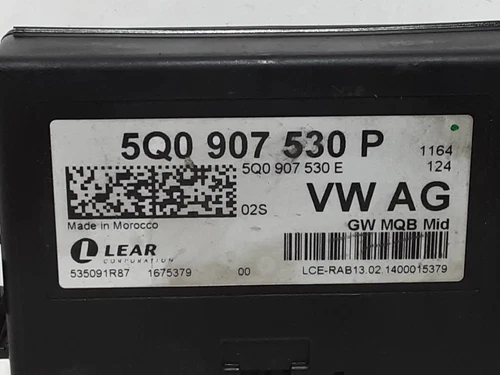 5Q0 907 530 P 1164
5Q0 907 530 E 124
02S VW AG
Made in Morocco GW MQB Mid
LEAR
CORPORATION
535091R87 1675379 00 LCE-RAB13.02.1400015379